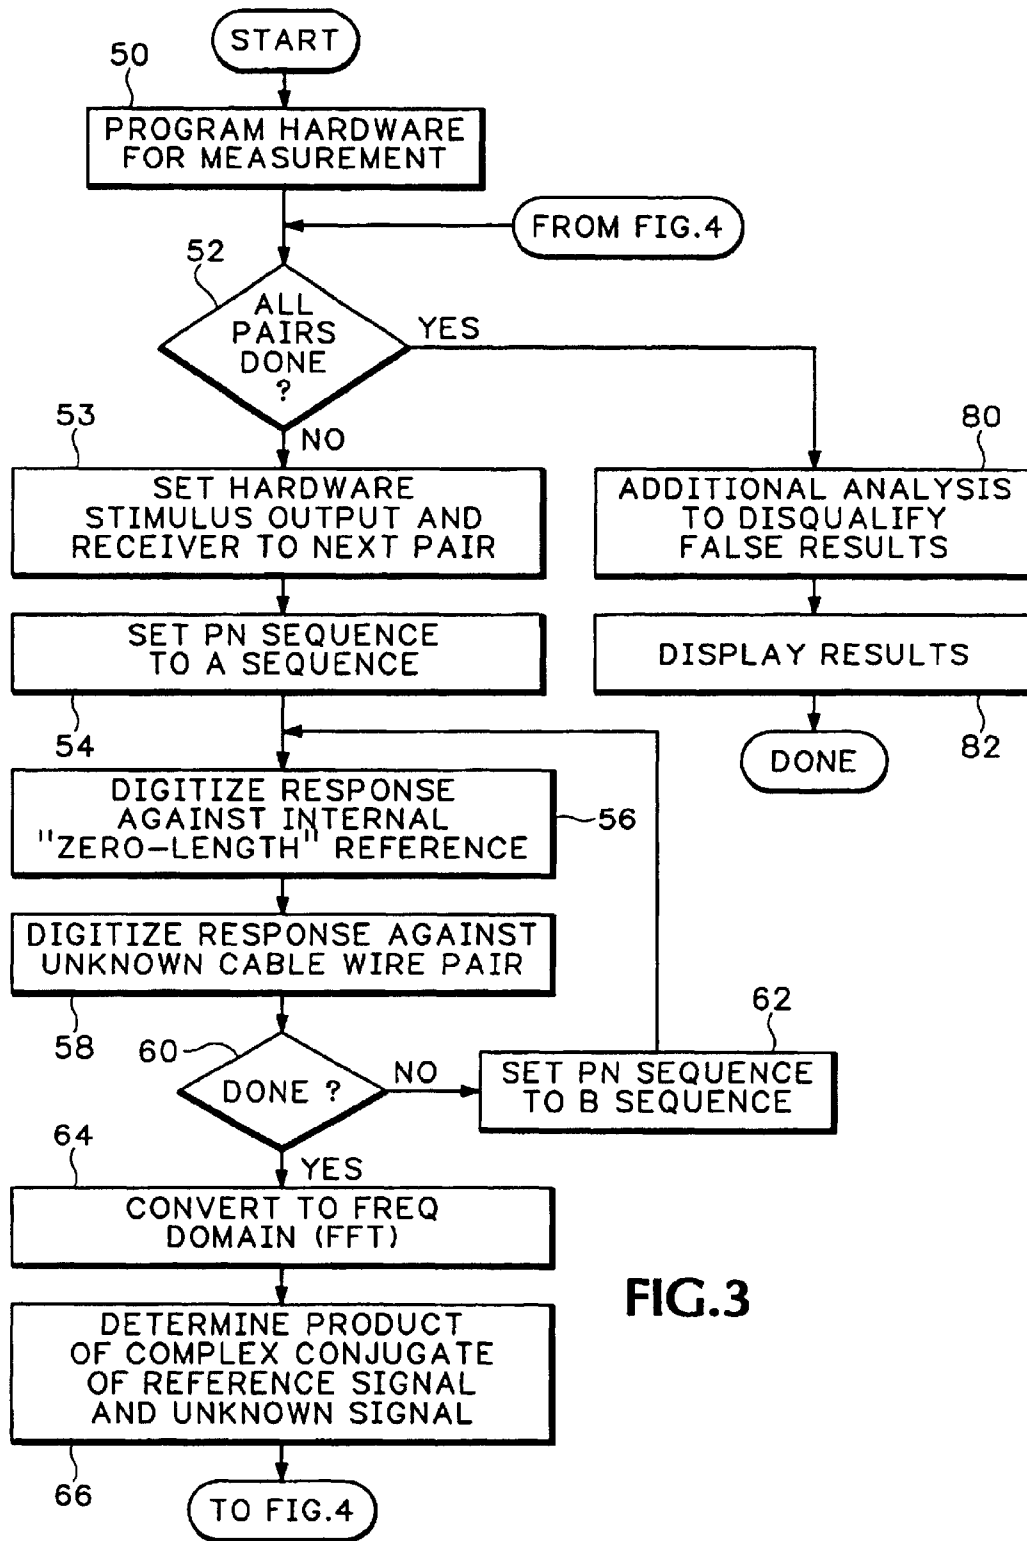 START
50
PROGRAM HARDWARE
FOR MEASUREMENT
FROM FIG.4
52
ALL
PAIRS
DONE
?
YES
NO
53
SET HARDWARE
STIMULUS OUTPUT AND
RECEIVER TO NEXT PAIR
80
ADDITIONAL ANALYSIS
TO DISQUALIFY
FALSE RESULTS
SET PN SEQUENCE
TO A SEQUENCE
54
DISPLAY RESULTS
82
DONE
DIGITIZE RESPONSE
AGAINST INTERNAL
"ZERO-LENGTH" REFERENCE
56
DIGITIZE RESPONSE AGAINST
UNKNOWN CABLE WIRE PAIR
58
60
DONE ?
NO
62
SET PN SEQUENCE
TO B SEQUENCE
YES
64
CONVERT TO FREQ
DOMAIN (FFT)
FIG.3
DETERMINE PRODUCT
OF COMPLEX CONJUGATE
OF REFERENCE SIGNAL
AND UNKNOWN SIGNAL
66
TO FIG.4